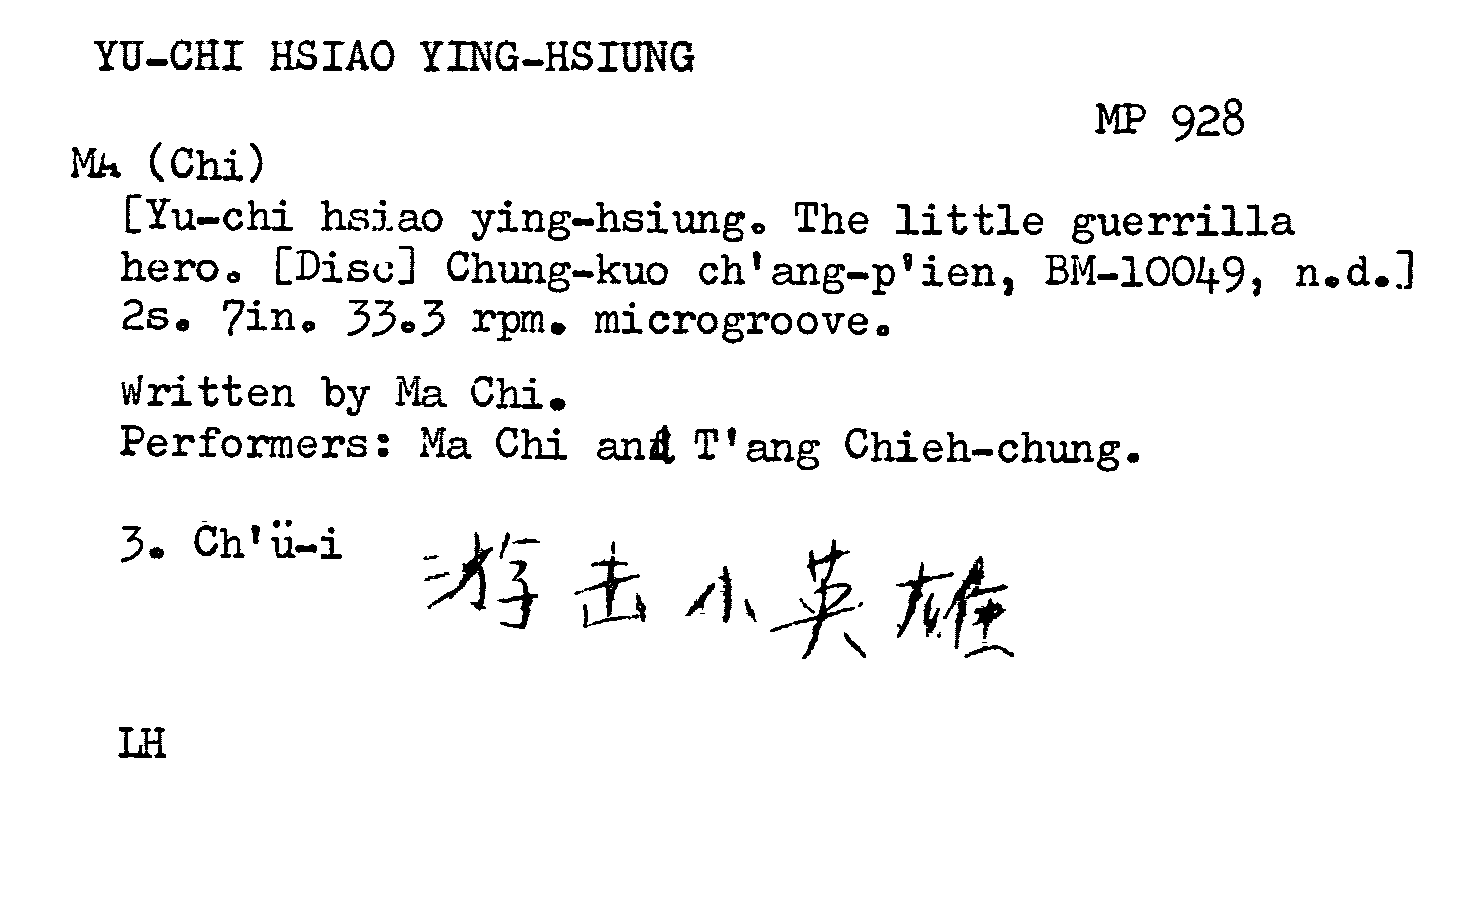 YU-CHI HSIAO YING-HSIUNG
MP 928
MA (Chi)
[Yu-chi hsiao ying-hsiung. The little guerrilla
hero. [Disc] Chung-kuo ch'ang-p'ien, BM-10049, n.d.]
2s. 7in. 33.3 rpm. microgroove.
Written by Ma Chi.
Performers: Ma Chi and T'ang Chieh-chung.
3. Ch'ü-i
游击小英雄
LH